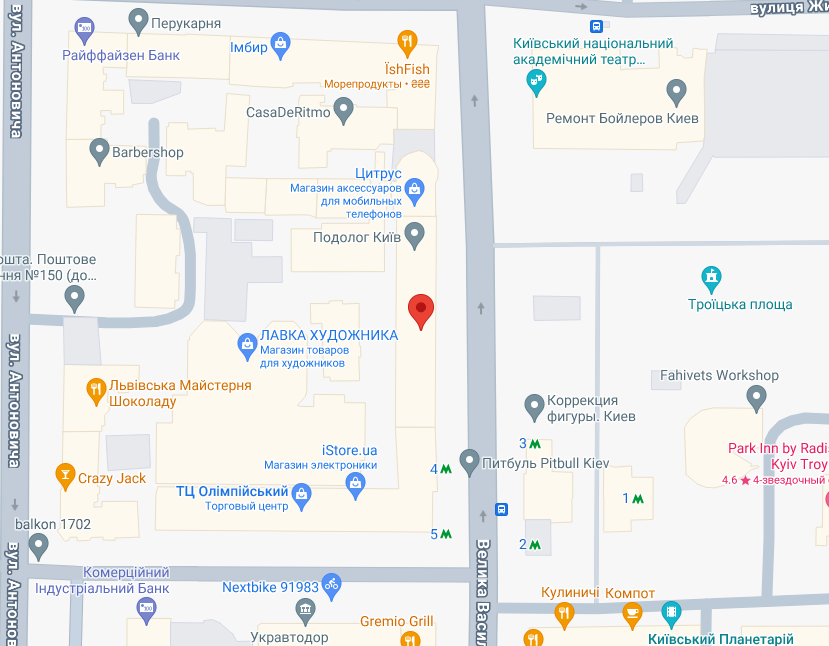 вул. Антоновича
Райффайзен Банк
Перукарня
Імбир
ЇshFish
Морепродукты • ₴₴₴
вулиця Жи
Київський національний
академічний театр...
Ремонт Бойлеров Киев
CasaDeRitmo
Barbershop
Цитрус
Магазин аксессуаров
для мобильных
телефонов
Подолог Київ
ошта. Поштове
ння №150 (до...
Троїцька площа
вул. Антоновича
ЛАВКА ХУДОЖНИКА
Магазин товаров
для художников
Львівська Майстерня
Шоколаду
Fahivets Workshop
Коррекция
фигуры. Киев
3
iStore.ua
Магазин электроники
4
Питбуль Pitbull Kiev
Park Inn by Radis
Kyiv Troy
4.6 ★ 4-звездочный о
Crazy Jack
ТЦ Олімпійський
Торговый центр
1
balkon 1702
5
2
вул. Антонов
Велика Васил
Комерційний
Індустріальний Банк
Nextbike 91983
Укравтодор
Gremio Grill
Кулиничі
Компот
Київський Планетарій